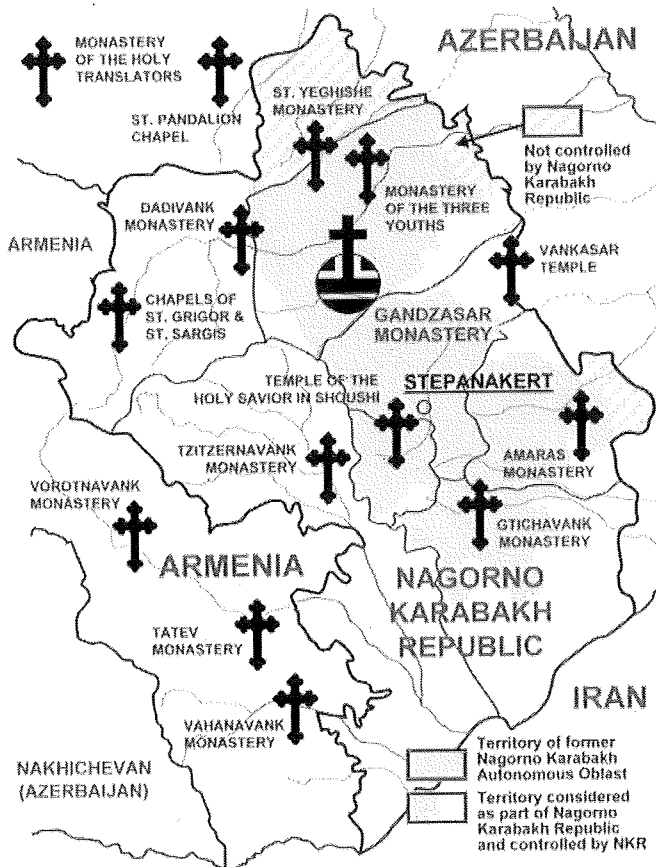 MONASTERY
OF THE HOLY
TRANSLATORS
ST. PANDALION
CHAPEL
AZERBAIJAN
ST. YEGHISHE
MONASTERY
Not controlled
by Nagorno
Karabakh
Republic
MONASTERY
OF THE THREE
YOUTHS
DADIVANK
MONASTERY
ARMENIA
VANKASAR
TEMPLE
CHAPELS OF
ST. GRIGOR &
ST. SARGIS
GANDZASAR
MONASTERY
TEMPLE OF THE
HOLY SAVIOR IN SHOUSHI
STEPANAKERT
TZITZERNAVANK
MONASTERY
AMARAS
MONASTERY
VOROTNAVANK
MONASTERY
GTICHAVANK
MONASTERY
ARMENIA
NAGORNO
KARABAKH
REPUBLIC
TATEV
MONASTERY
IRAN
VAHANAVANK
MONASTERY
NAKHICHEVAN
(AZERBAIJAN)
Territory of former
Nagorno Karabakh
Autonomous Oblast
Territory considered
as part of Nagorno
Karabakh Republic
and controlled by NKR